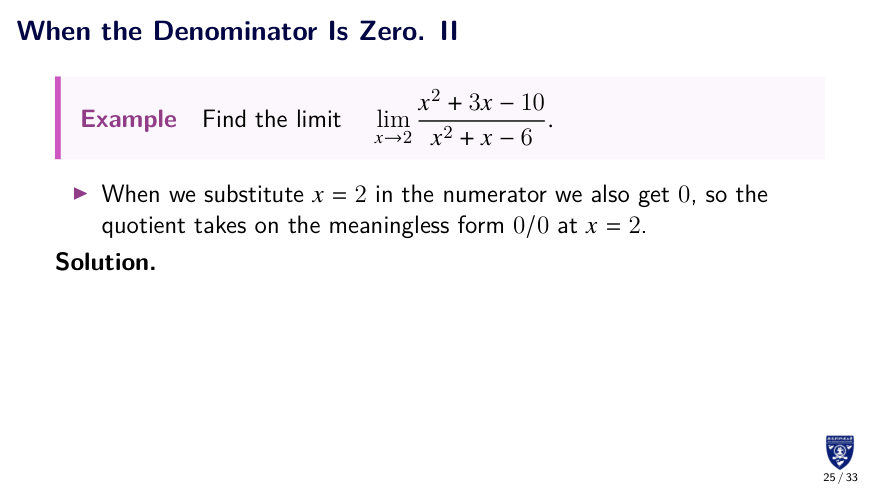 When the Denominator Is Zero. II
Example Find the limit lim_{x→2} \frac{x^2 + 3x − 10}{x^2 + x − 6}.
▶ When we substitute x = 2 in the numerator we also get 0, so the
quotient takes on the meaningless form 0/0 at x = 2.
Solution.
25 / 33